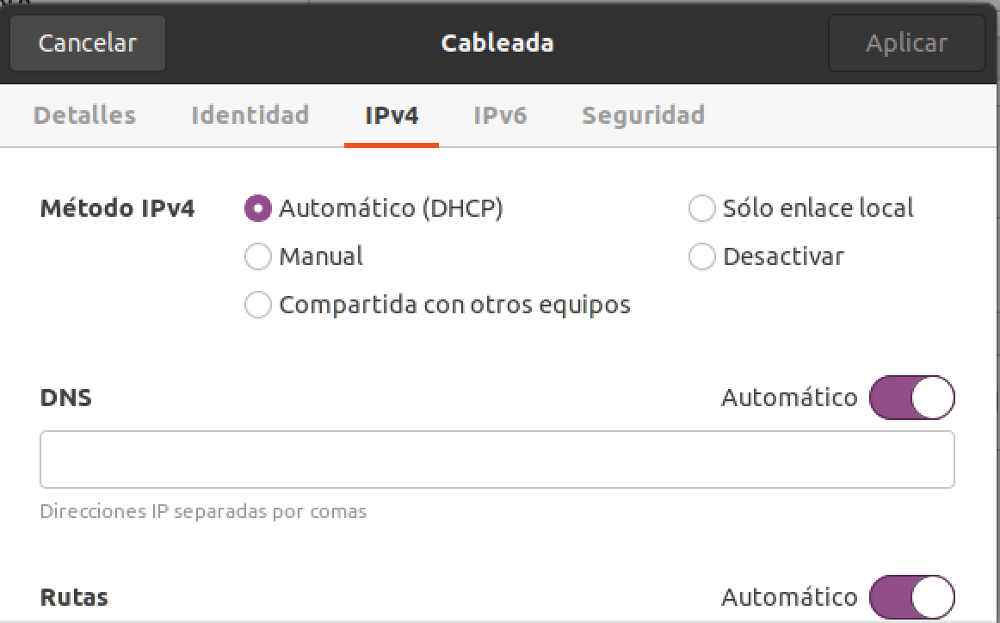 Cancelar Cableada Aplicar
Detalles Identidad IPv4 IPv6 Seguridad
Método IPv4 Automático (DHCP) Sólo enlace local
Manual Desactivar
Compartida con otros equipos
DNS Automático
Direcciones IP separadas por comas
Rutas Automático